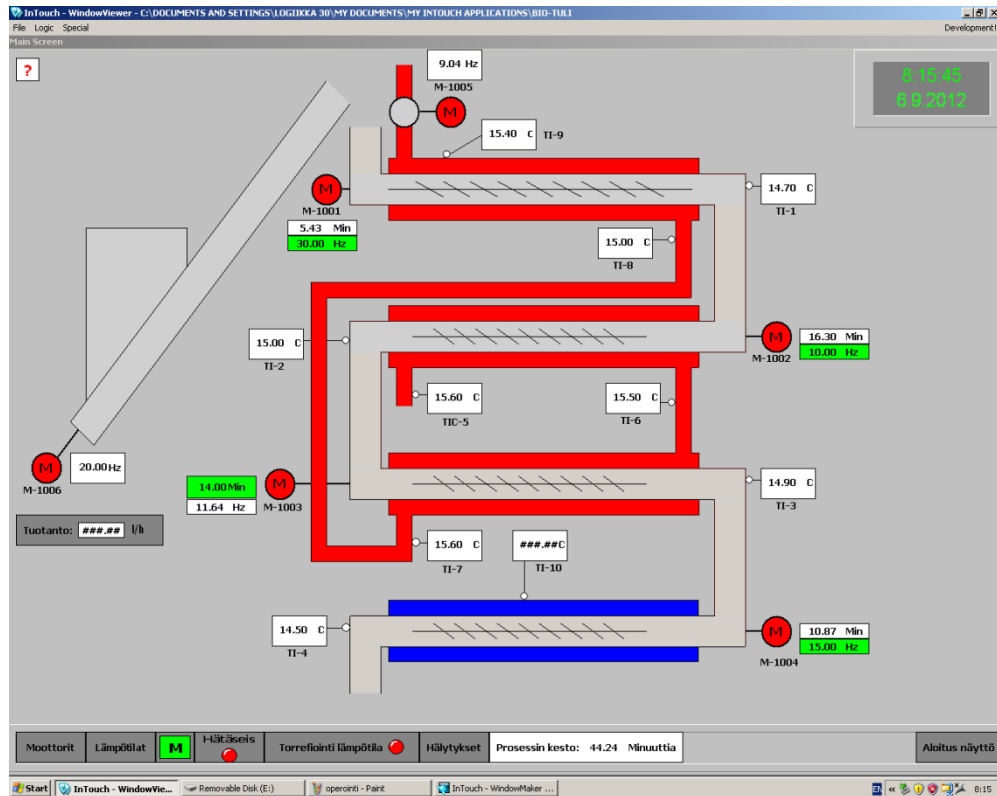 InTouch - WindowViewer - C:\DOCUMENTS AND SETTINGS\LOGIIKKA 30\MY DOCUMENTS\MY INTOUCH APPLICATIONS\BIO-TULI
File Logic Special Development!
Main Screen
?
9.04 Hz
M-1005
M
8:15:45
6.9.2012
15.40 C TI-9
M
M-1001
5.43 Min
30.00 Hz
14.70 C
TI-1
15.00 C
TI-8
15.00 C
TI-2
M
M-1002
16.30 Min
10.00 Hz
15.60 C
TIC-5
15.50 C
TI-6
M
M-1006
20.00Hz
14.00Min
11.64 Hz
M
M-1003
14.90 C
TI-3
Tuotanto: ###.## l/h
15.60 C
TI-7
###.##C
TI-10
14.50 C
TI-4
M
M-1004
10.87 Min
15.00 Hz
Moottorit Lämpötilat M Hätäseis Torrefiointi lämpötila Hälytykset Prosessin kesto: 44.24 Minuuttia Aloitus näyttö
Start InTouch - WindowVie... Removable Disk (E:) operointi - Paint InTouch - WindowMaker ... EN « 8:15